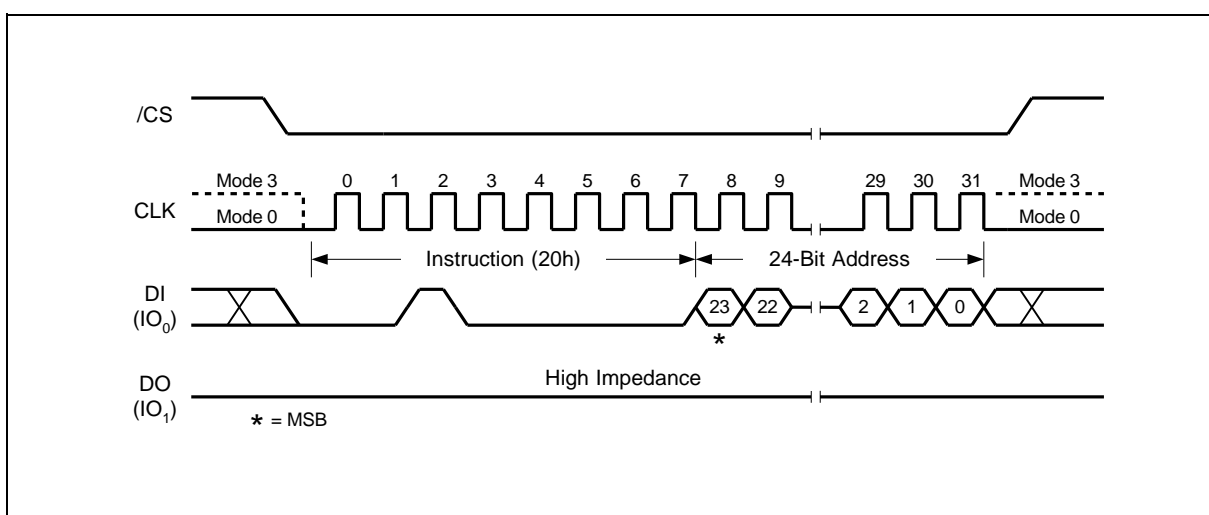 /CS
Mode 3
0 1 2 3 4 5 6 7 8 9 29 30 31
Mode 3
CLK
Mode 0
Mode 0
Instruction (20h)
24-Bit Address
DI
(IO0)
23 22 2 1 0
*
High Impedance
DO
(IO1)
* = MSB